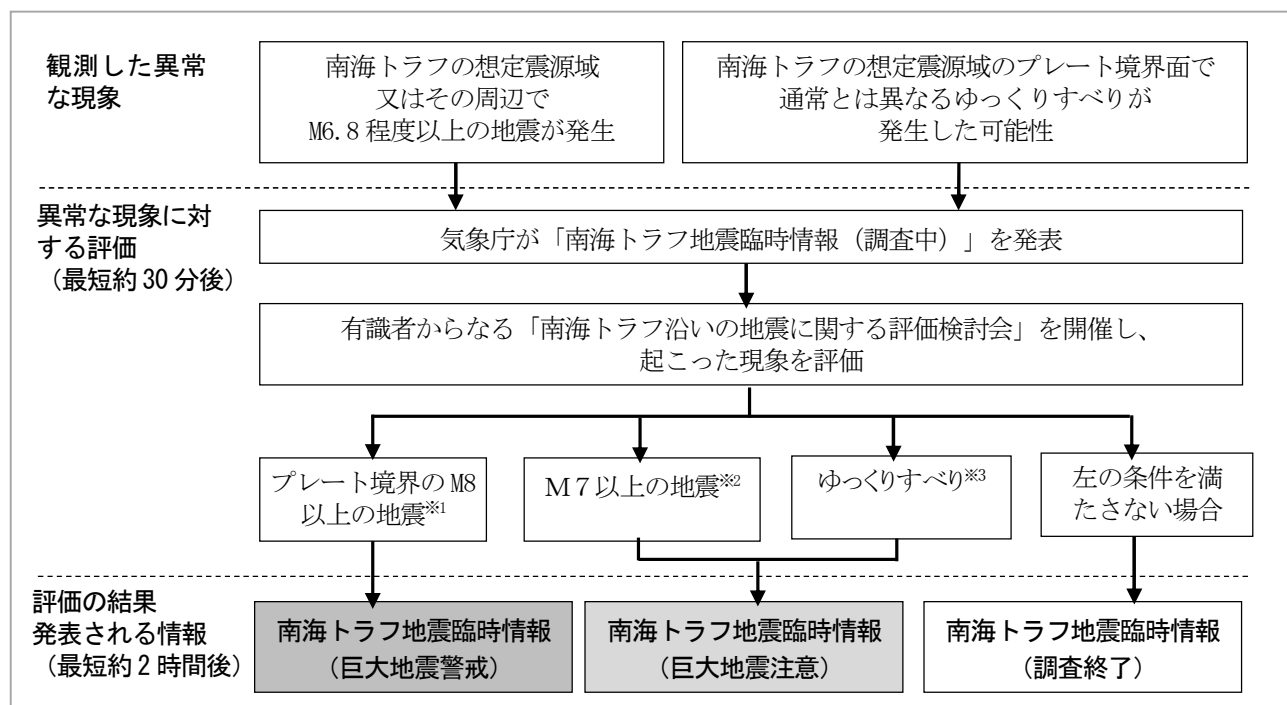 観測した異常
な現象
南海トラフの想定震源域
又はその周辺で
M6.8 程度以上の地震が発生
南海トラフの想定震源域のプレート境界面で
通常とは異なるゆっくりすべりが
発生した可能性
異常な現象に対
する評価
（最短約 30 分後）
気象庁が「南海トラフ地震臨時情報（調査中）」を発表
有識者からなる「南海トラフ沿いの地震に関する評価検討会」を開催し、
起こった現象を評価
プレート境界の M8
以上の地震※1
Ｍ７以上の地震※2
ゆっくりすべり※3
左の条件を満
たさない場合
評価の結果
発表される情報
（最短約 2 時間後）
南海トラフ地震臨時情報
（巨大地震警戒）
南海トラフ地震臨時情報
（巨大地震注意）
南海トラフ地震臨時情報
（調査終了）